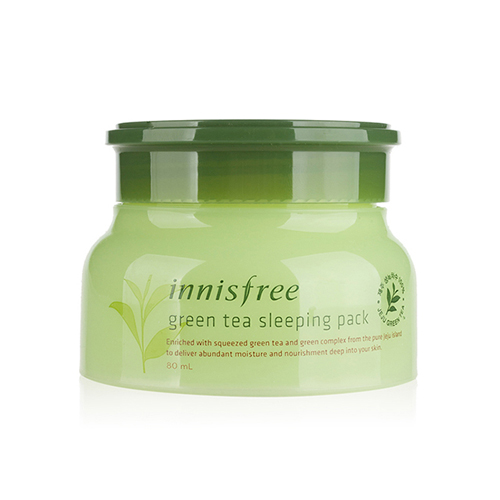 innisfree
green tea sleeping pack
Enriched with squeezed green tea and green complex from the pure jeju island
to deliver abundant moisture and nourishment deep into your skin.
80 mL
GREEN